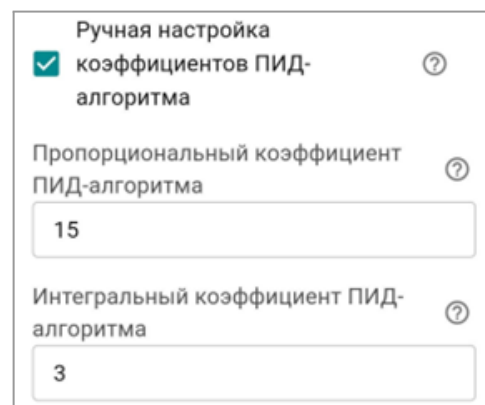 Ручная настройка
коэффициентов ПИД-
алгоритма
Пропорциональный коэффициент
ПИД-алгоритма
15
Интегральный коэффициент ПИД-
алгоритма
3